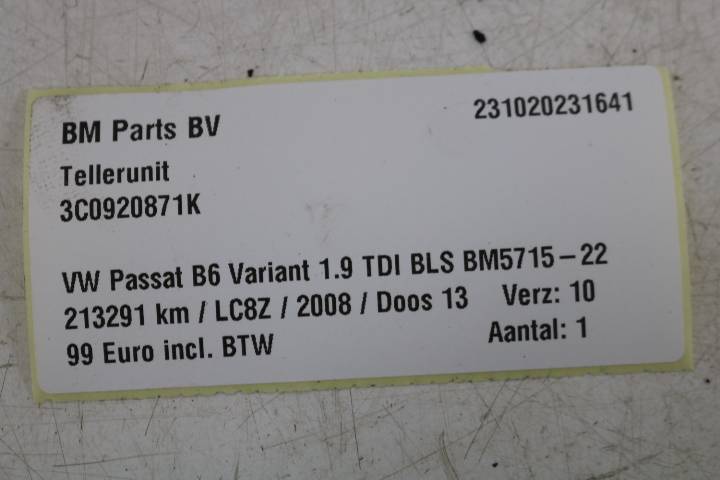 BM Parts BV 231020231641
Tellerunit
3C0920871K
VW Passat B6 Variant 1.9 TDI BLS BM5715-22
213291 km / LC8Z / 2008 / Doos 13 Verz: 10
99 Euro incl. BTW Aantal: 1